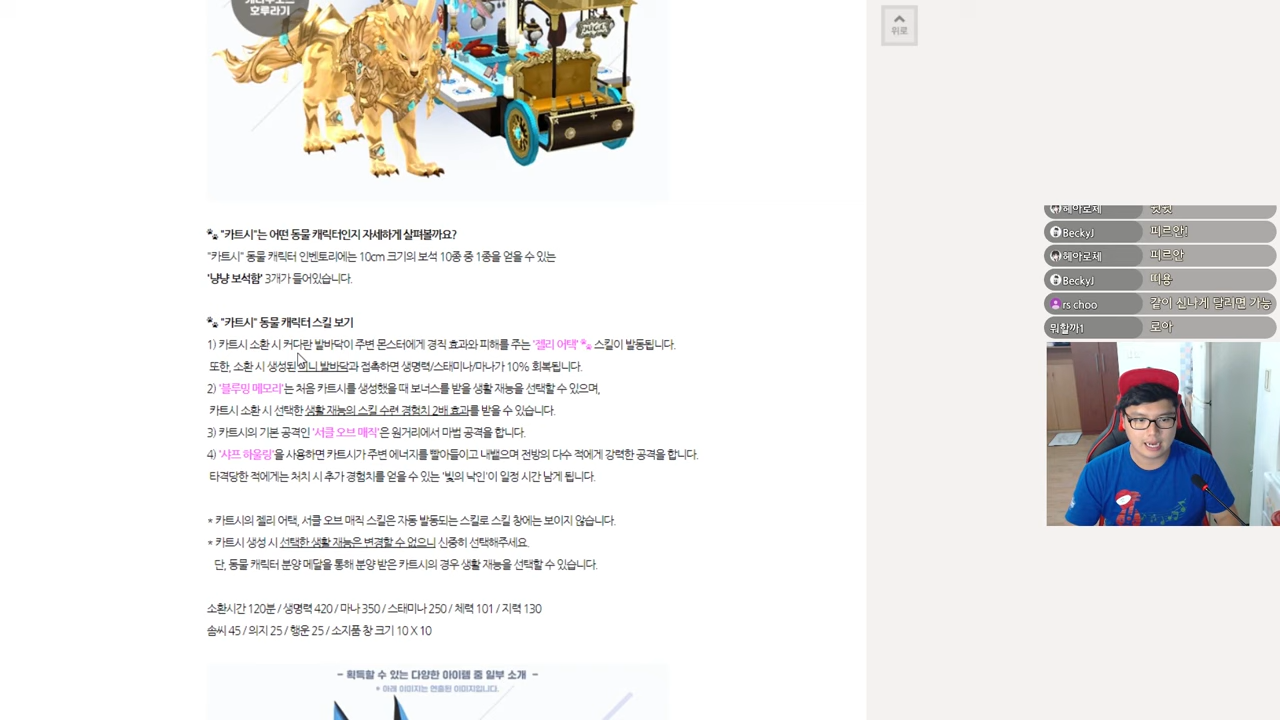 호루라기
위로
🐾 "카트시"는 어떤 동물 캐릭터인지 자세하게 살펴볼까요?
"카트시" 동물 캐릭터 인벤토리에는 10cm 크기의 보석 10종 중 1종을 얻을 수 있는
'냥냥 보석함' 3개가 들어있습니다.
🐾 "카트시" 동물 캐릭터 스킬 보기
1) 카트시 소환 시 커다란 발바닥이 주변 몬스터에게 경직 효과와 피해를 주는 '젤리 어택' 🐾 스킬이 발동됩니다.
또한, 소환 시 생성된 미니 발바닥과 접촉하면 생명력/스태미나/마나가 10% 회복됩니다.
2) '블루밍 메모리'는 처음 카트시를 생성했을 때 보너스를 받을 생활 재능을 선택할 수 있으며,
카트시 소환 시 선택한 생활 재능의 스킬 수련 경험치 2배 효과를 받을 수 있습니다.
3) 카트시의 기본 공격인 '서클 오브 매직'은 원거리에서 마법 공격을 합니다.
4) '샤프 하울링'을 사용하면 카트시가 주변 에너지를 빨아들이고 내뱉으며 전방의 다수 적에게 강력한 공격을 합니다.
타격당한 적에게는 처치 시 추가 경험치를 얻을 수 있는 '빛의 낙인'이 일정 시간 남게 됩니다.
* 카트시의 젤리 어택, 서클 오브 매직 스킬은 자동 발동되는 스킬로 스킬 창에는 보이지 않습니다.
* 카트시 생성 시 선택한 생활 재능은 변경할 수 없으니 신중히 선택해주세요.
단, 동물 캐릭터 분양 메달을 통해 분양 받은 카트시의 경우 생활 재능을 선택할 수 있습니다.
소환시간 120분 / 생명력 420 / 마나 350 / 스태미나 250 / 체력 101 / 지력 130
솜씨 45 / 의지 25 / 행운 25 / 소지품 창 크기 10 X 10
- 획득할 수 있는 다양한 아이템 중 일부 소개 -
* 아래 이미지는 연출된 이미지입니다.
헤아로제
BeckyJ 피르안!
헤아로제 피르안
BeckyJ 떠용
rs choo 같이 신나게 달리면 가능
뭐할까1 로아